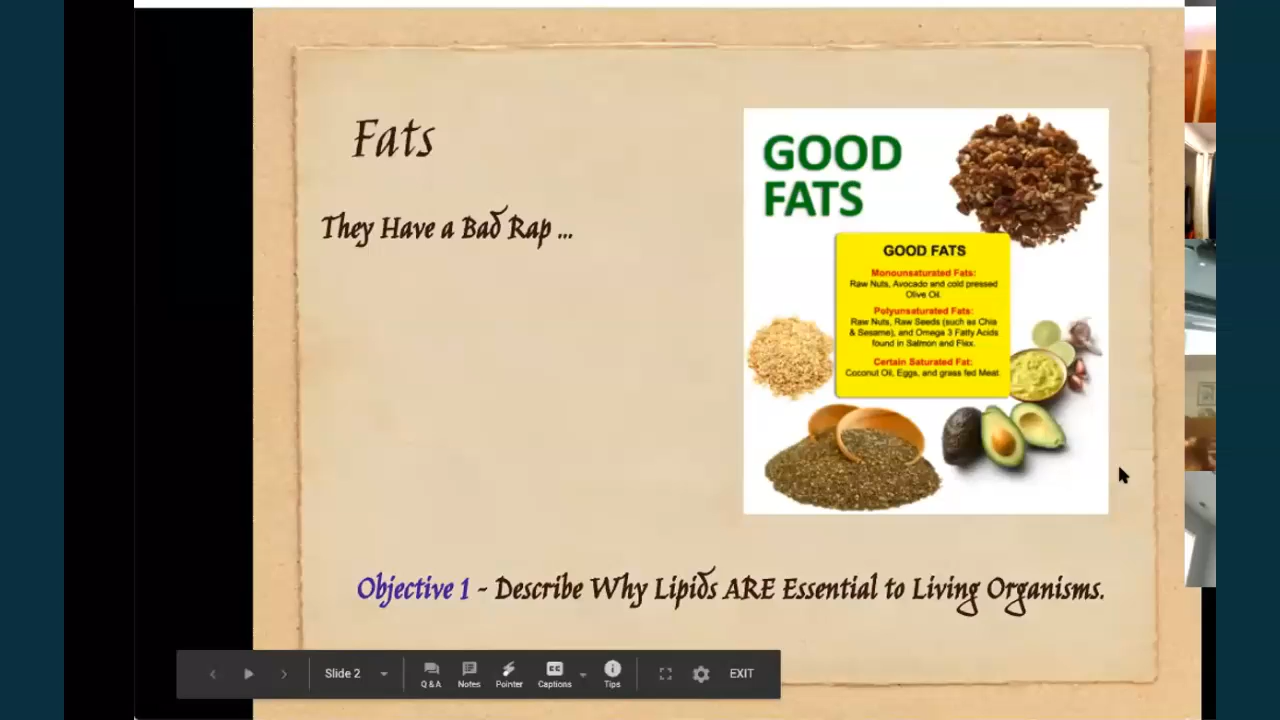 Fats
They Have a Bad Rap ...
GOOD
FATS
GOOD FATS
Monounsaturated Fats:
Raw Nuts, Avocado and cold pressed
Olive Oil.
Polyunsaturated Fats:
Raw Nuts, Raw Seeds (such as Chia
& Sesame), and Omega 3 Fatty Acids
found in Salmon and Flax.
Certain Saturated Fat:
Coconut Oil, Eggs, and grass fed Meat
Objective 1 - Describe Why Lipids ARE Essential to Living Organisms.
Slide 2
Q & A
Notes
Pointer
CC
Captions
Tips
EXIT